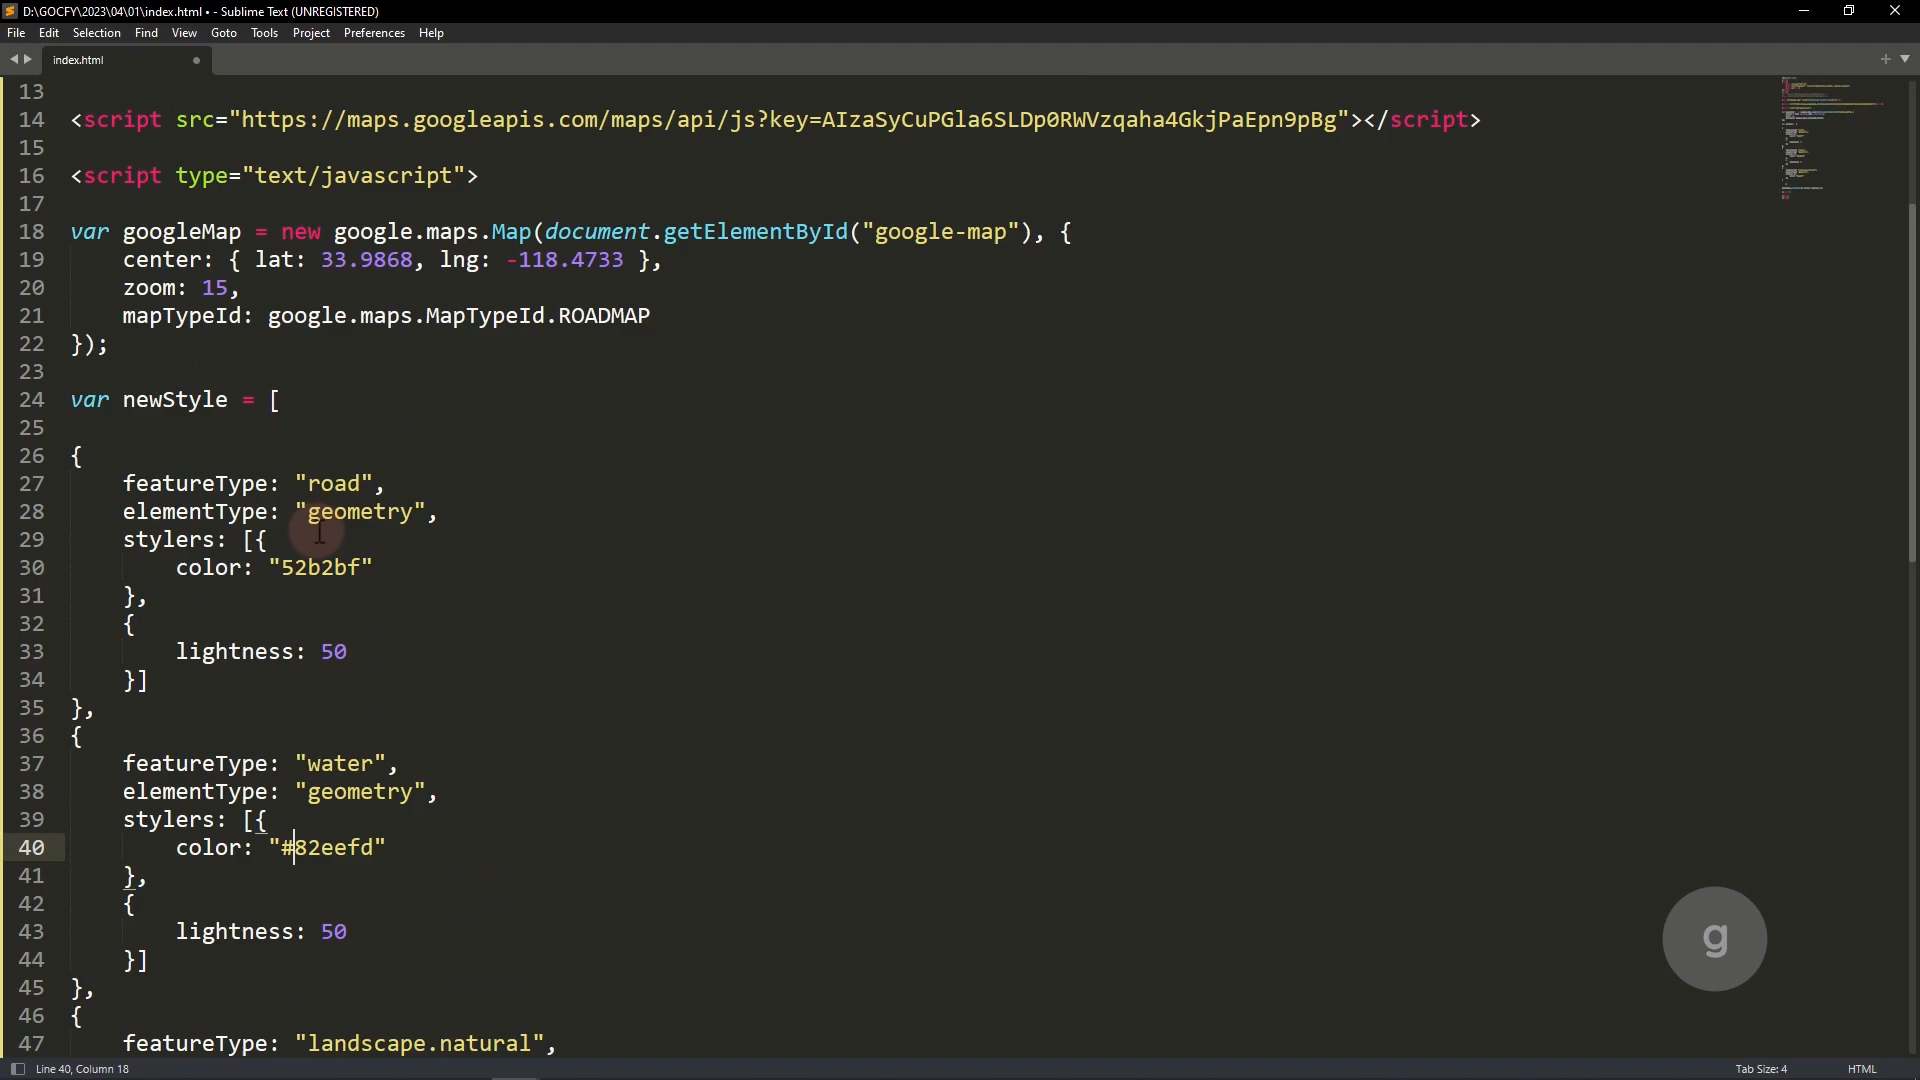 D:\GOCFY\2023\04\01\index.html • - Sublime Text (UNREGISTERED)
File Edit Selection Find View Goto Tools Project Preferences Help
index.html
13
14 <script src="https://maps.googleapis.com/maps/api/js?key=AIzaSyCuPGla6SLDp0RWVzqaha4GkjPaEpn9pBg"></script>
15
16 <script type="text/javascript">
17
18 var googleMap = new google.maps.Map(document.getElementById("google-map"), {
19 center: { lat: 33.9868, lng: -118.4733 },
20 zoom: 15,
21 mapTypeId: google.maps.MapTypeId.ROADMAP
22 });
23
24 var newStyle = [
25
26 {
27 featureType: "road",
28 elementType: "geometry",
29 stylers: [{
30 color: "52b2bf"
31 },
32 {
33 lightness: 50
34 }]
35 },
36 {
37 featureType: "water",
38 elementType: "geometry",
39 stylers: [{
40 color: "#82eefd"
41 },
42 {
43 lightness: 50
44 }]
45 },
46 {
47 featureType: "landscape.natural",
g
Line 40, Column 18 Tab Size: 4 HTML